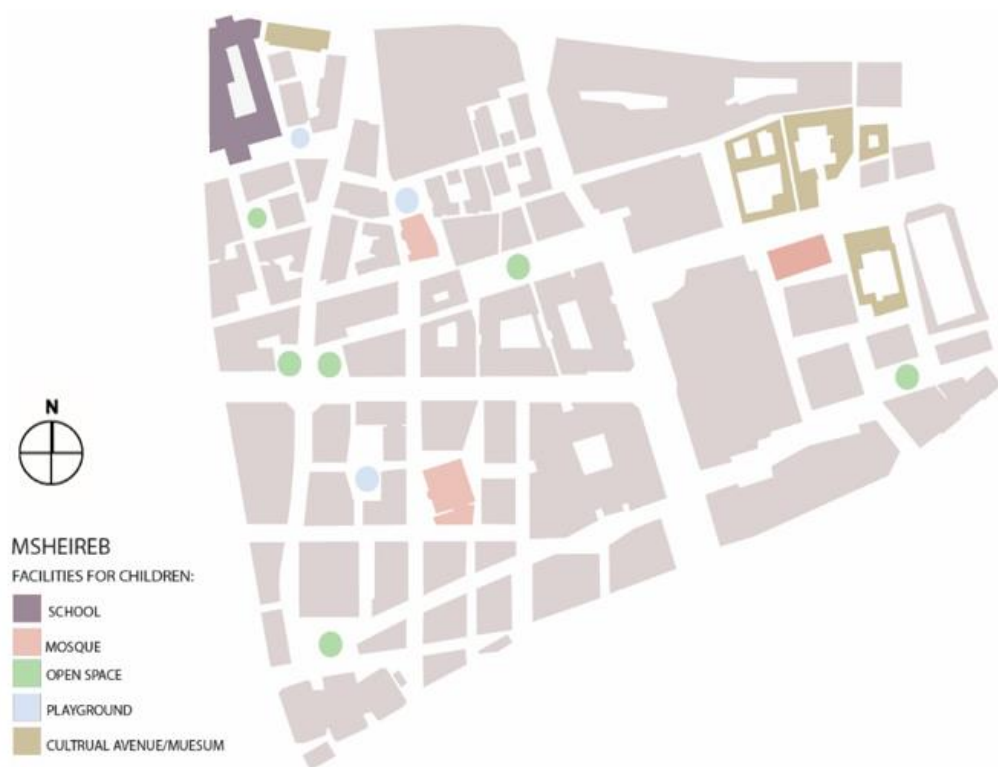 N
MSHEIREB
FACILITIES FOR CHILDREN:
SCHOOL
MOSQUE
OPEN SPACE
PLAYGROUND
CULTRUAL AVENUE/MUESUM